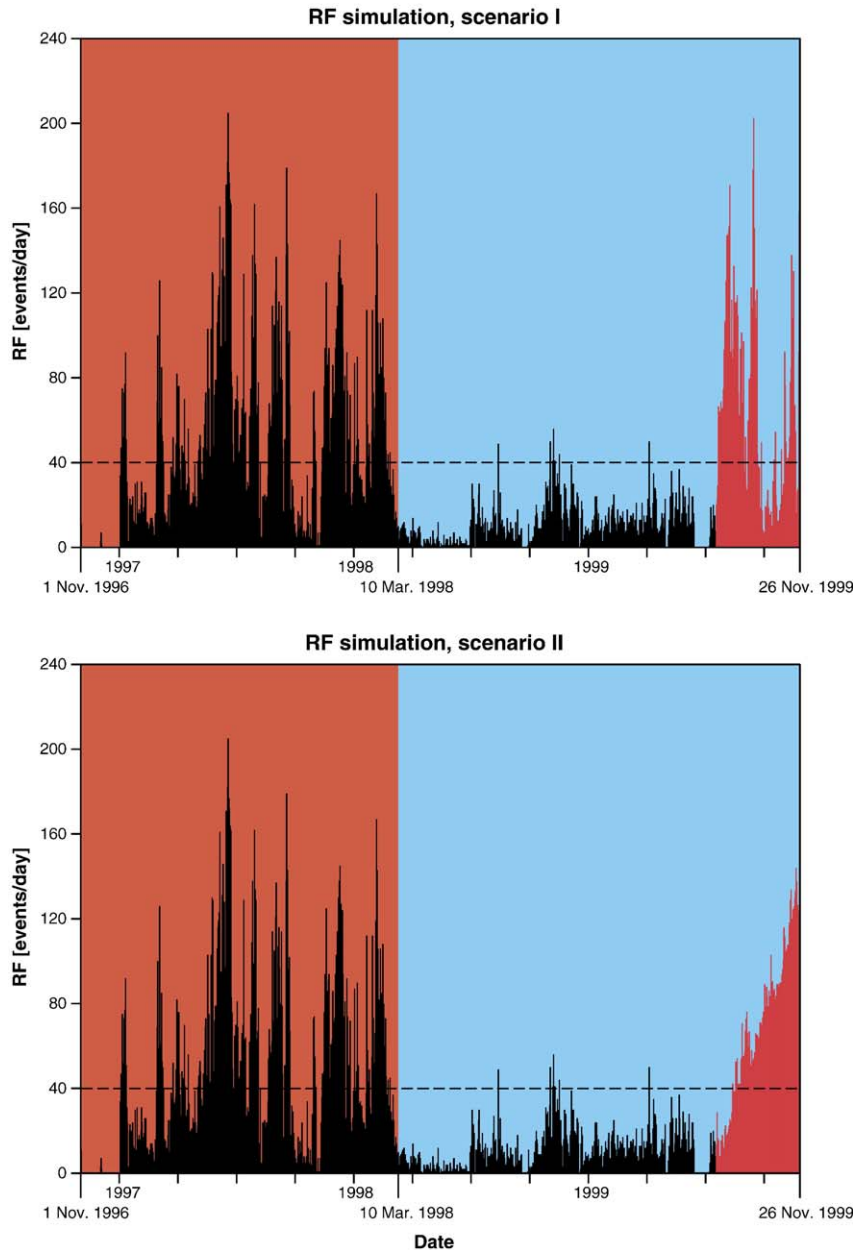 RF simulation, scenario I
240
200
160
120
80
40
0
RF [events/day]
1997 1998 1999
1 Nov. 1996 10 Mar. 1998 26 Nov. 1999
RF simulation, scenario II
240
200
160
120
80
40
0
RF [events/day]
1997 1998 1999
1 Nov. 1996 10 Mar. 1998 26 Nov. 1999
Date